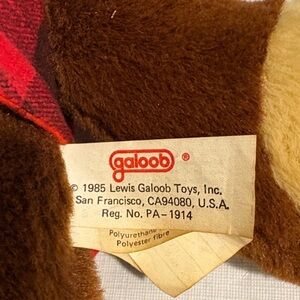 galoob ®
© 1985 Lewis Galoob Toys, Inc.
San Francisco, CA94080, U.S.A.
Reg. No. PA-1914
Polyurethane
Polyester fibre